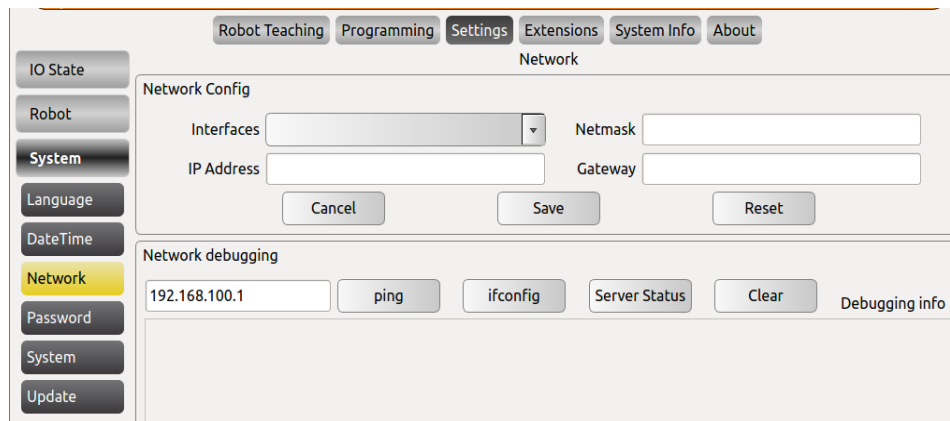 Robot Teaching Programming Settings Extensions System Info About
Network
IO State
Robot
System
Language
DateTime
Network
Password
System
Update
Network Config
Interfaces Netmask
IP Address Gateway
Cancel Save Reset
Network debugging
192.168.100.1 ping ifconfig Server Status Clear Debugging info